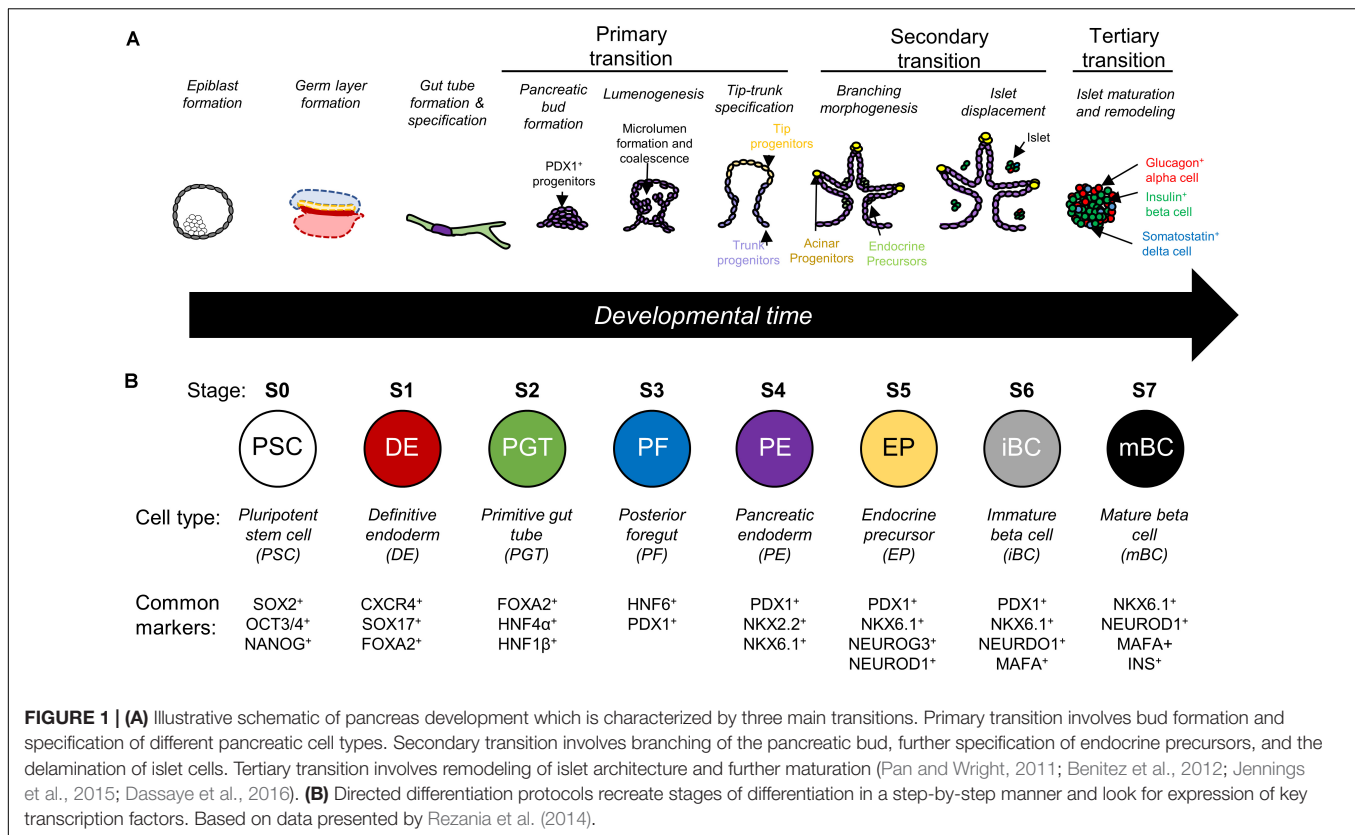 A
Primary
transition
Secondary
transition
Tertiary
transition
Epiblast
formation
Germ layer
formation
Gut tube
formation &
specification
Pancreatic
bud
formation
Lumenogenesis
Tip-trunk
specification
Branching
morphogenesis
Islet
displacement
Islet maturation
and remodeling
PDX1⁺
progenitors
Microlumen
formation and
coalescence
Tip
progenitors
Trunk
progenitors
Acinar
Progenitors
Endocrine
Precursors
Islet
Glucagon⁺
alpha cell
Insulin⁺
beta cell
Somatostatin⁺
delta cell
Developmental time
B
Stage: S0 S1 S2 S3 S4 S5 S6 S7
PSC DE PGT PF PE EP iBC mBC
Cell type: Pluripotent Definitive Primitive gut Posterior Pancreatic Endocrine Immature Mature beta
stem cell endoderm tube foregut endoderm precursor beta cell cell
(PSC) (DE) (PGT) (PF) (PE) (EP) (iBC) (mBC)
Common SOX2⁺ CXCR4⁺ FOXA2⁺ HNF6⁺ PDX1⁺ PDX1⁺ PDX1⁺ NKX6.1⁺
markers: OCT3/4⁺ SOX17⁺ HNF4α⁺ PDX1⁺ NKX2.2⁺ NKX6.1⁺ NKX6.1⁺ NEUROD1⁺
NANOG⁺ FOXA2⁺ HNF1β⁺ NKX6.1⁺ NEUROG3⁺ NEURDO1⁺ MAFA+
NEUROD1⁺ MAFA⁺ INS⁺
FIGURE 1 | (A) Illustrative schematic of pancreas development which is characterized by three main transitions. Primary transition involves bud formation and
specification of different pancreatic cell types. Secondary transition involves branching of the pancreatic bud, further specification of endocrine precursors, and the
delamination of islet cells. Tertiary transition involves remodeling of islet architecture and further maturation (Pan and Wright, 2011; Benitez et al., 2012; Jennings
et al., 2015; Dassaye et al., 2016). (B) Directed differentiation protocols recreate stages of differentiation in a step-by-step manner and look for expression of key
transcription factors. Based on data presented by Rezania et al. (2014).